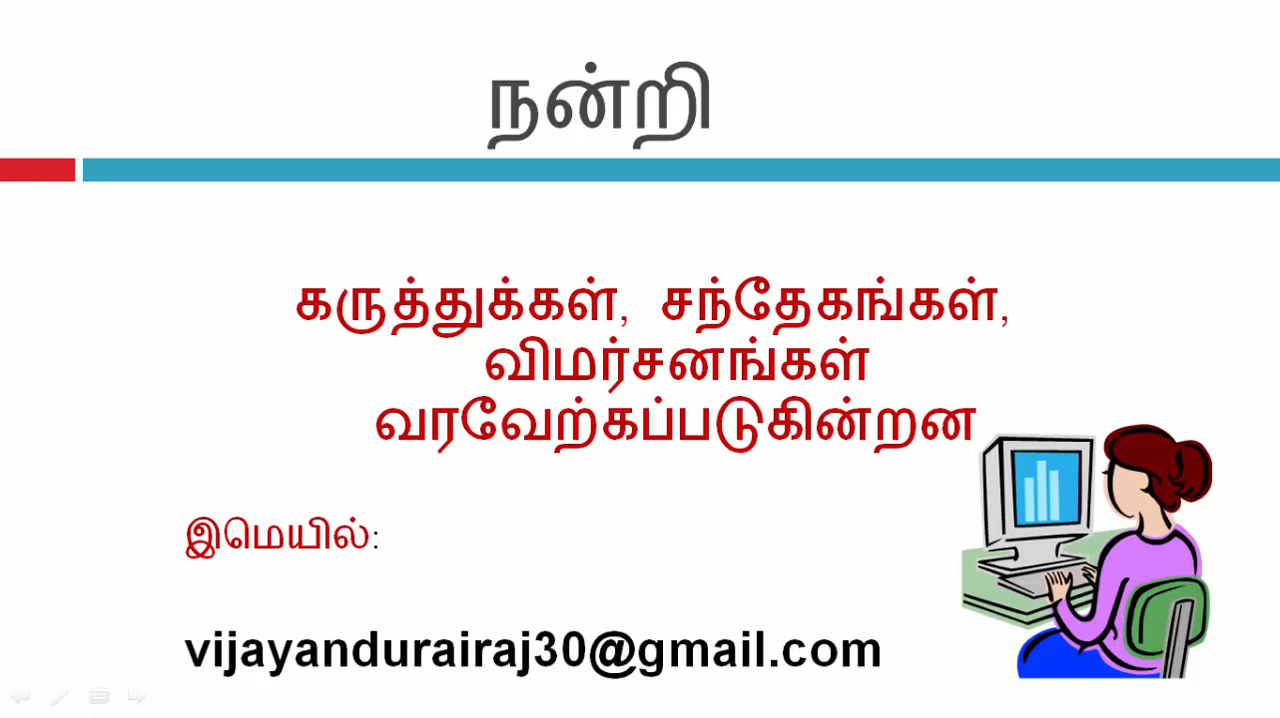 நன்றி
கருத்துக்கள், சந்தேகங்கள்,
விமர்சனங்கள்
வரவேற்கப்படுகின்றன
இமெயில்:
vijayandurairaj30@gmail.com